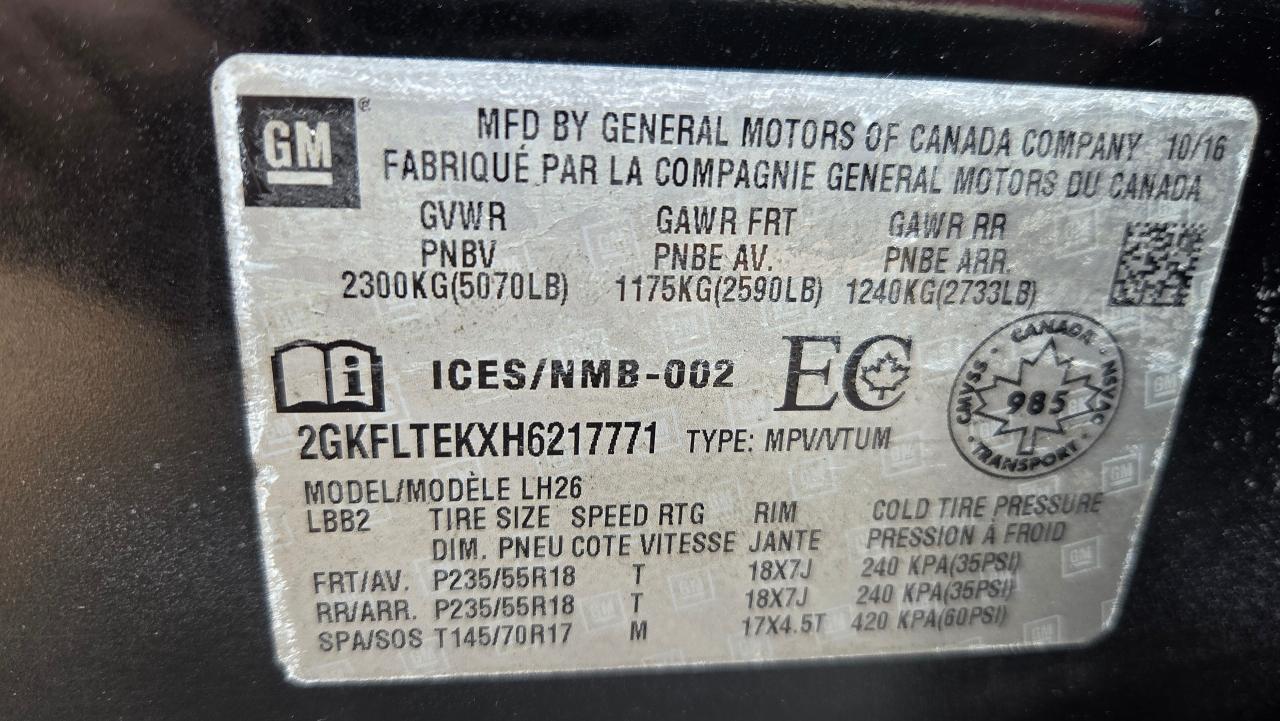 GM®
MFD BY GENERAL MOTORS OF CANADA COMPANY 10/16
FABRIQUÉ PAR LA COMPAGNIE GENERAL MOTORS DU CANADA
GVWR GAWR FRT GAWR RR
PNBV PNBE AV. PNBE ARR.
2300KG(5070LB) 1175KG(2590LB) 1240KG(2733LB)
i ICES/NMB-002 EC
CANADA · NSVAC · TRANSPORT · CMVSS ·
985
2GKFLTEKXH6217771 TYPE: MPV/VTUM
MODEL/MODÈLE LH26
LBB2 TIRE SIZE SPEED RTG RIM COLD TIRE PRESSURE
DIM. PNEU COTE VITESSE JANTE PRESSION À FROID
FRT/AV. P235/55R18 T 18X7J 240 KPA(35PSI)
RR/ARR. P235/55R18 T 18X7J 240 KPA(35PSI)
SPA/SOS T145/70R17 M 17X4.5T 420 KPA(60PSI)